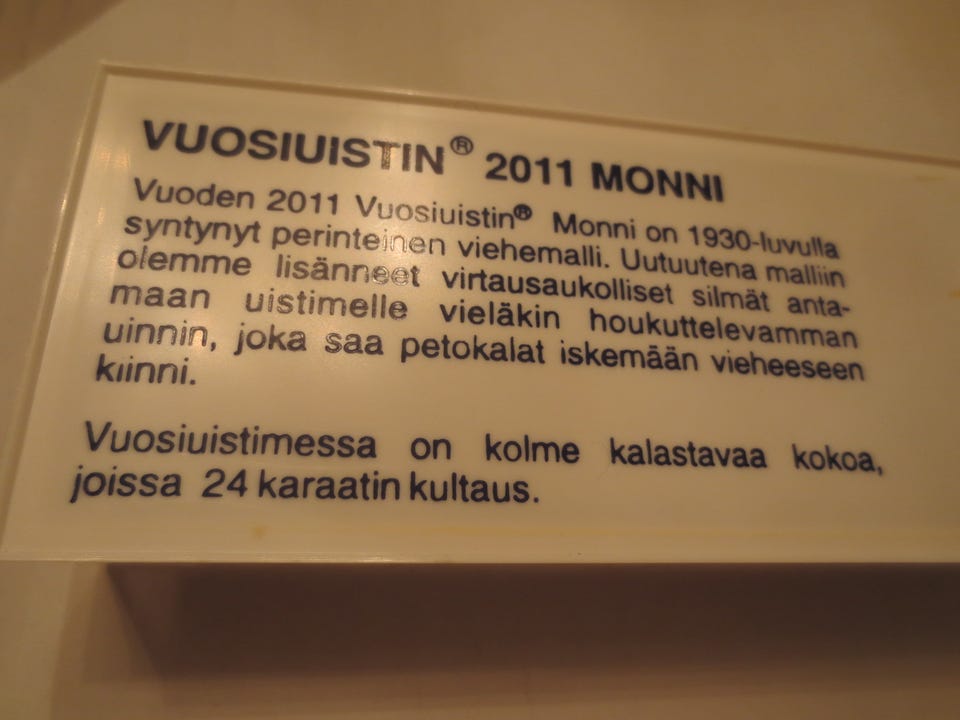 VUOSIUISTIN® 2011 MONNI
Vuoden 2011 Vuosiuistin® Monni on 1930-luvulla
syntynyt perinteinen viehemalli. Uutuutena malliin
olemme lisänneet virtausaukolliset silmät anta-
maan uistimelle vieläkin houkuttelevamman
uinnin, joka saa petokalat iskemään vieheeseen
kiinni.
Vuosiuistimessa on kolme kalastavaa kokoa,
joissa 24 karaatin kultaus.